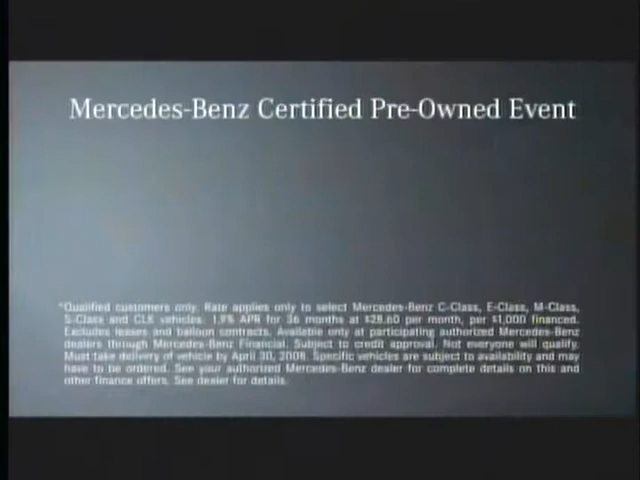 Mercedes-Benz Certified Pre-Owned Event
*Qualified customers only. Rate applies only to select Mercedes-Benz C-Class, E-Class, M-Class,
S-Class and CLK vehicles. 1.9% APR for 36 months at $28.60 per month, per $1,000 financed.
Excludes leases and balloon contracts. Available only at participating authorized Mercedes-Benz
dealers through Mercedes-Benz Financial. Subject to credit approval. Not everyone will qualify.
Must take delivery of vehicle by April 30, 2008. Specific vehicles are subject to availability and may
have to be ordered. See your authorized Mercedes-Benz dealer for complete details on this and
other finance offers. See dealer for details.